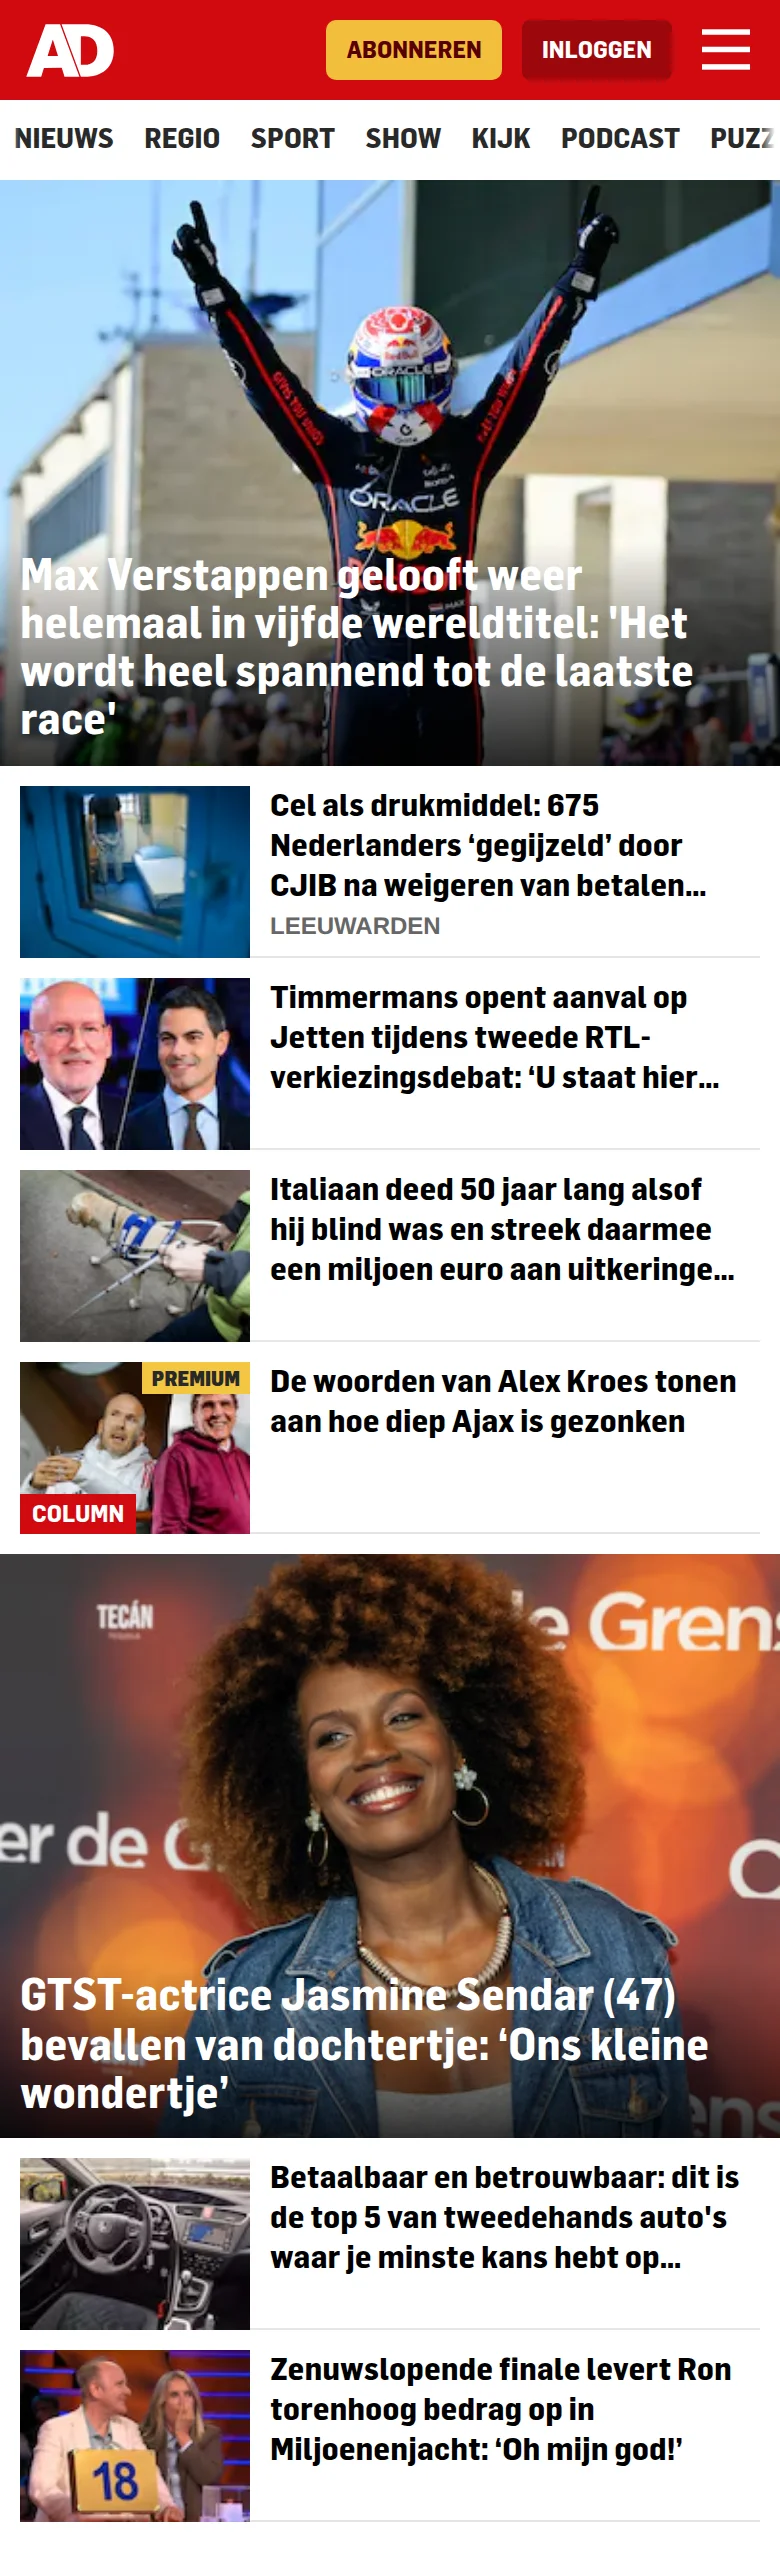 AD
ABONNEREN
INLOGGEN
NIEUWS REGIO SPORT SHOW KIJK PODCAST PUZZ
Red Bull
ORACLE
ORACLE
Max Verstappen gelooft weer
helemaal in vijfde wereldtitel: 'Het
wordt heel spannend tot de laatste
race'
Cel als drukmiddel: 675
Nederlanders ‘gegijzeld’ door
CJIB na weigeren van betalen...
LEEUWARDEN
Timmermans opent aanval op
Jetten tijdens tweede RTL-
verkiezingsdebat: ‘U staat hier...
Italiaan deed 50 jaar lang alsof
hij blind was en streek daarmee
een miljoen euro aan uitkeringe...
PREMIUM
COLUMN
De woorden van Alex Kroes tonen
aan hoe diep Ajax is gezonken
TECÁN
de Grens
er de G
GTST-actrice Jasmine Sendar (47)
bevallen van dochtertje: ‘Ons kleine
wondertje’
ens
Betaalbaar en betrouwbaar: dit is
de top 5 van tweedehands auto's
waar je minste kans hebt op...
18
Zenuwslopende finale levert Ron
torenhoog bedrag op in
Miljoenenjacht: ‘Oh mijn god!’